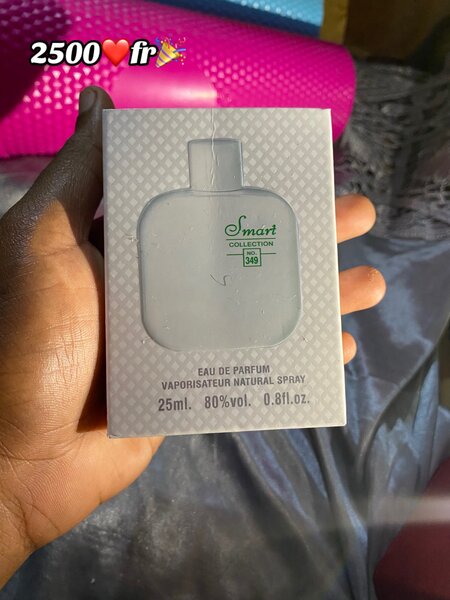 2500❤️fr🎉
Smart
COLLECTION
NO.
349
EAU DE PARFUM
VAPORISATEUR NATURAL SPRAY
25ml. 80%vol. 0.8fl.oz.